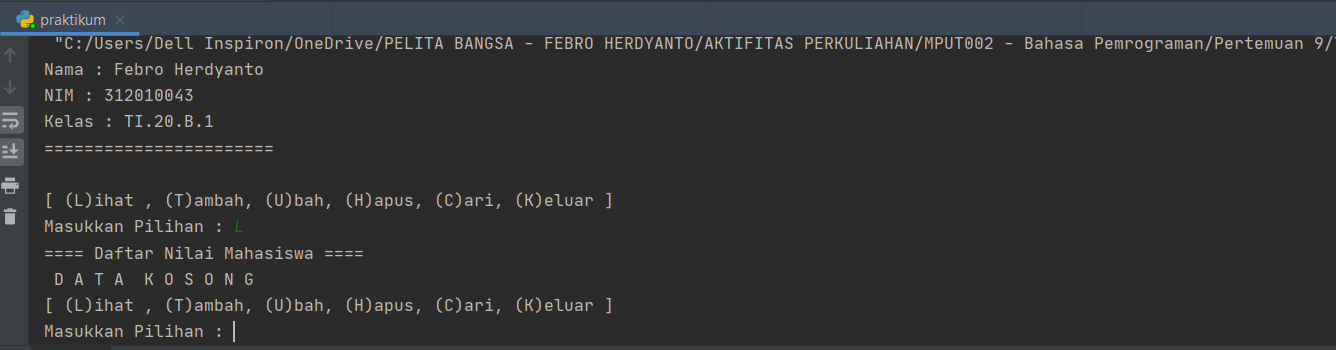 praktikum
"C:/Users/Dell Inspiron/OneDrive/PELITA BANGSA - FEBRO HERDYANTO/AKTIFITAS PERKULIAHAN/MPUT002 - Bahasa Pemrograman/Pertemuan 9/
Nama : Febro Herdyanto
NIM : 312010043
Kelas : TI.20.B.1
=======================
[ (L)ihat , (T)ambah, (U)bah, (H)apus, (C)ari, (K)eluar ]
Masukkan Pilihan : L
==== Daftar Nilai Mahasiswa ====
D A T A  K O S O N G
[ (L)ihat , (T)ambah, (U)bah, (H)apus, (C)ari, (K)eluar ]
Masukkan Pilihan :